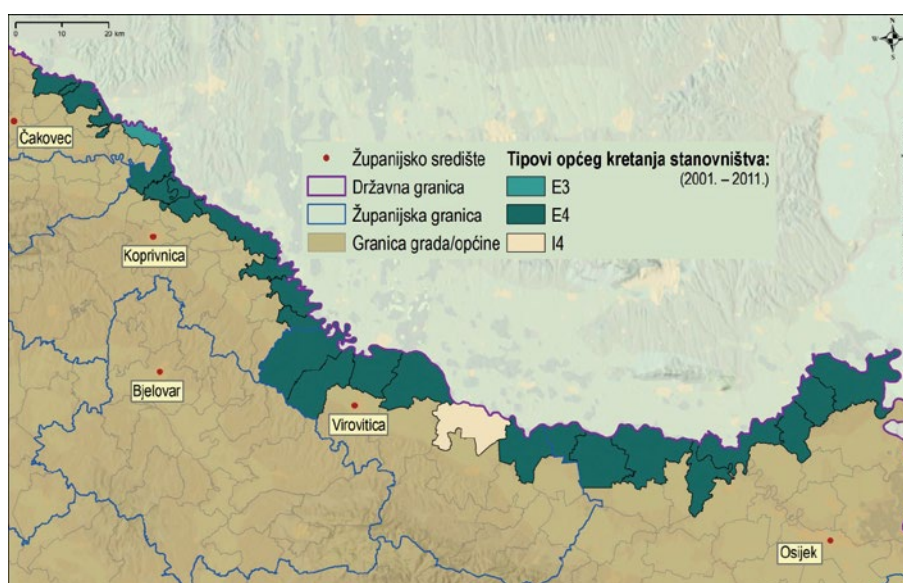 0 10 20 km
N
W E
S
Čakovec
Županijsko središte
Državna granica
Županijska granica
Granica grada/općine
Tipovi općeg kretanja stanovništva:
(2001. – 2011.)
E3
E4
I4
Koprivnica
Bjelovar
Virovitica
Osijek